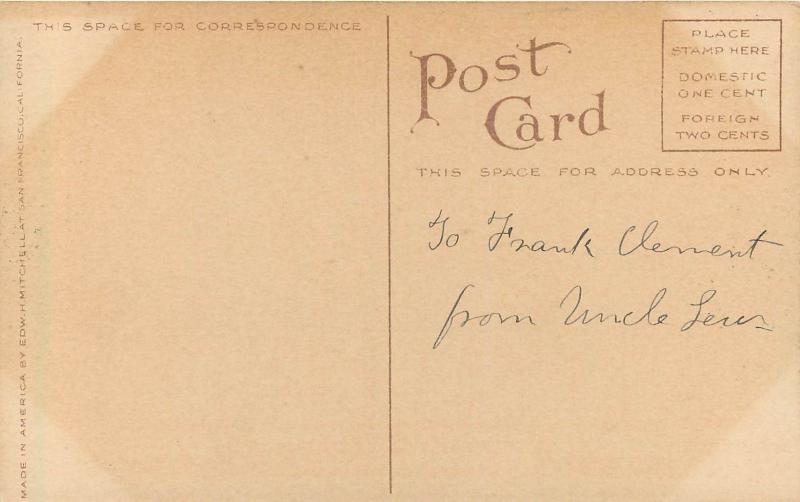 THIS SPACE FOR CORRESPONDENCE
MADE IN AMERICA BY EDW. H. MITCHELL AT SAN FRANCISCO, CALIFORNIA.
Post
Card
PLACE
STAMP HERE
DOMESTIC
ONE CENT
FOREIGN
TWO CENTS
THIS SPACE FOR ADDRESS ONLY.
To Frank Clement
from Uncle